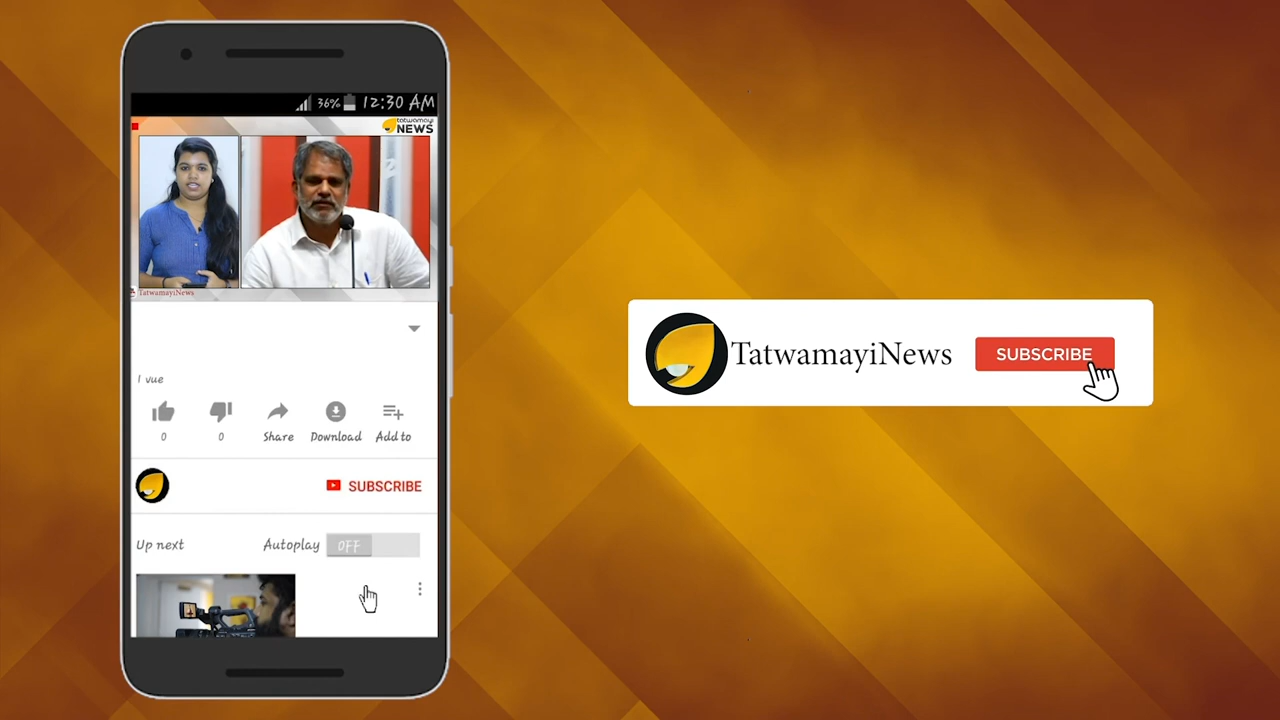 36% 12:30 AM
tatwamayi
NEWS
TatwamayiNews
1 vue
0 0 Share Download Add to
SUBSCRIBE
Up next Autoplay OFF
TatwamayiNews SUBSCRIBE